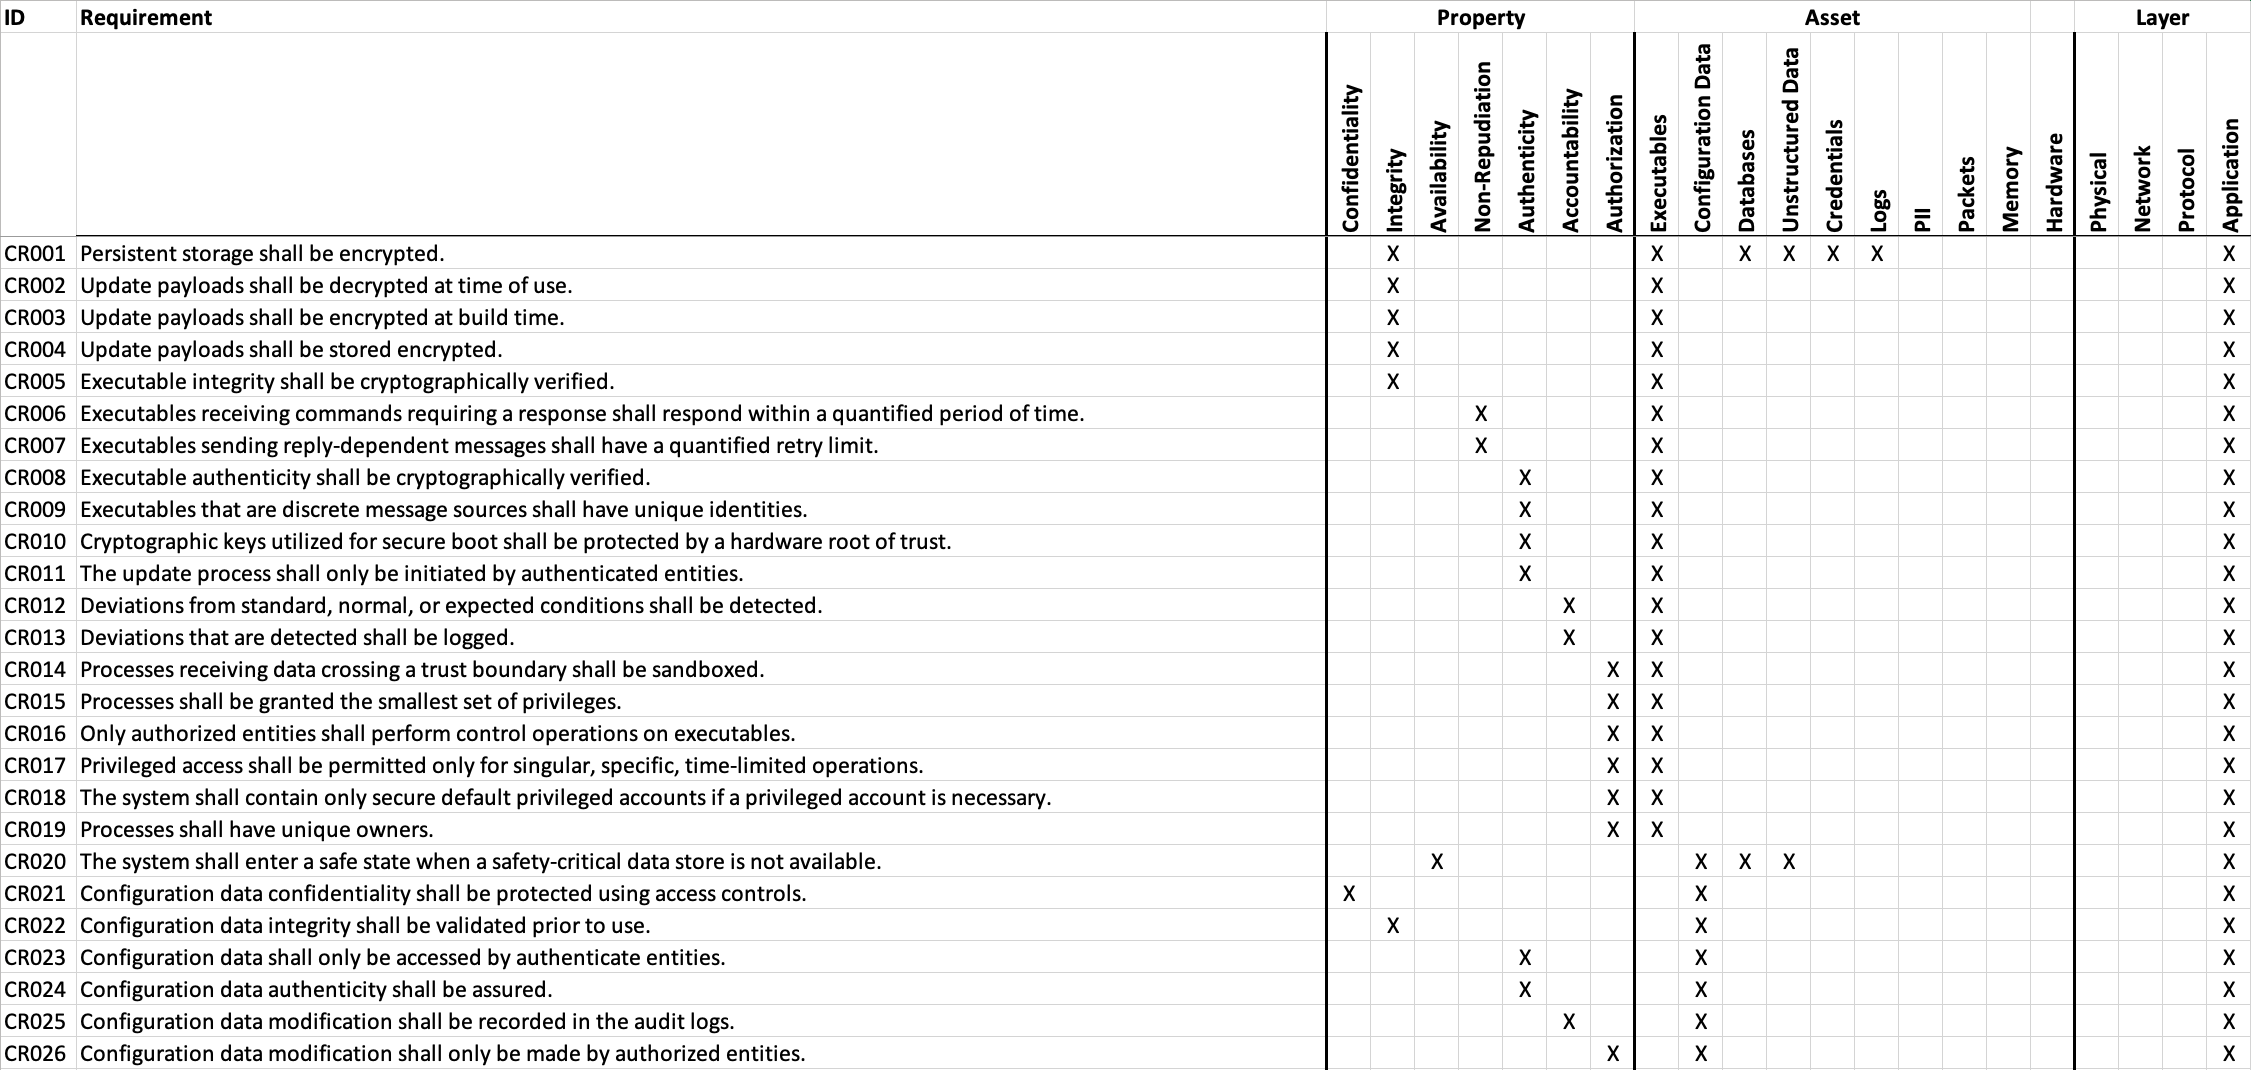 ID Requirement Property Asset Layer
Confidentiality Integrity Availability Non-Repudiation Authenticity Accountability Authorization Executables Configuration Data Databases Unstructured Data Credentials Logs PII Packets Memory Hardware Physical Network Protocol Application
CR001 Persistent storage shall be encrypted. X X X X X X X
CR002 Update payloads shall be decrypted at time of use. X X X
CR003 Update payloads shall be encrypted at build time. X X X
CR004 Update payloads shall be stored encrypted. X X X
CR005 Executable integrity shall be cryptographically verified. X X X
CR006 Executables receiving commands requiring a response shall respond within a quantified period of time. X X X
CR007 Executables sending reply-dependent messages shall have a quantified retry limit. X X X
CR008 Executable authenticity shall be cryptographically verified. X X X
CR009 Executables that are discrete message sources shall have unique identities. X X X
CR010 Cryptographic keys utilized for secure boot shall be protected by a hardware root of trust. X X X
CR011 The update process shall only be initiated by authenticated entities. X X X
CR012 Deviations from standard, normal, or expected conditions shall be detected. X X X
CR013 Deviations that are detected shall be logged. X X X
CR014 Processes receiving data crossing a trust boundary shall be sandboxed. X X X
CR015 Processes shall be granted the smallest set of privileges. X X X
CR016 Only authorized entities shall perform control operations on executables. X X X
CR017 Privileged access shall be permitted only for singular, specific, time-limited operations. X X X
CR018 The system shall contain only secure default privileged accounts if a privileged account is necessary. X X X
CR019 Processes shall have unique owners. X X X
CR020 The system shall enter a safe state when a safety-critical data store is not available. X X X X X
CR021 Configuration data confidentiality shall be protected using access controls. X X X
CR022 Configuration data integrity shall be validated prior to use. X X X
CR023 Configuration data shall only be accessed by authenticate entities. X X X
CR024 Configuration data authenticity shall be assured. X X X
CR025 Configuration data modification shall be recorded in the audit logs. X X X
CR026 Configuration data modification shall only be made by authorized entities. X X X